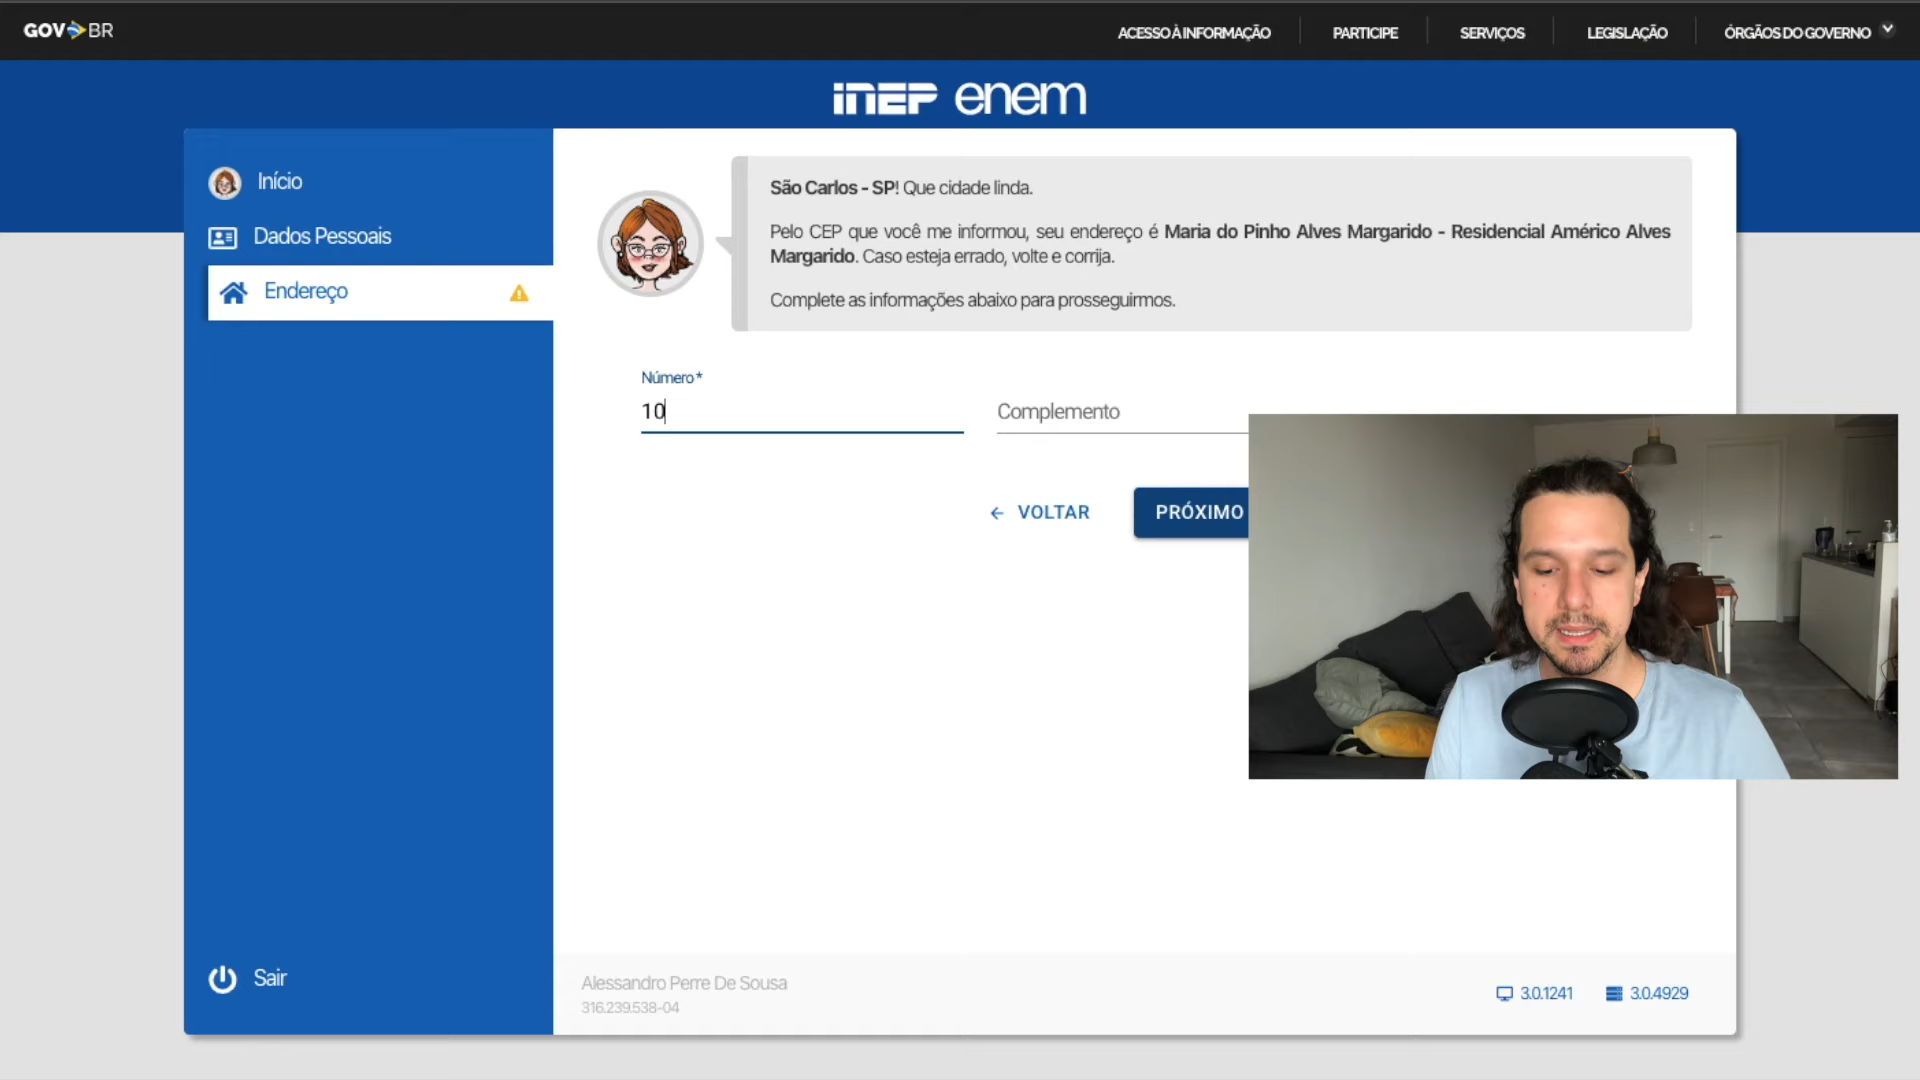 GOV BR
ACESSO À INFORMAÇÃO
PARTICIPE
SERVIÇOS
LEGISLAÇÃO
ÓRGÃOS DO GOVERNO
inep enem
Início
Dados Pessoais
Endereço
São Carlos - SP! Que cidade linda.
Pelo CEP que você me informou, seu endereço é Maria do Pinho Alves Margarido - Residencial Américo Alves
Margarido. Caso esteja errado, volte e corrija.
Complete as informações abaixo para prosseguirmos.
Número *
10
Complemento
VOLTAR
PRÓXIMO
Sair
Alessandro Perre De Sousa
316.239.538-04
3.0.1241
3.0.4929